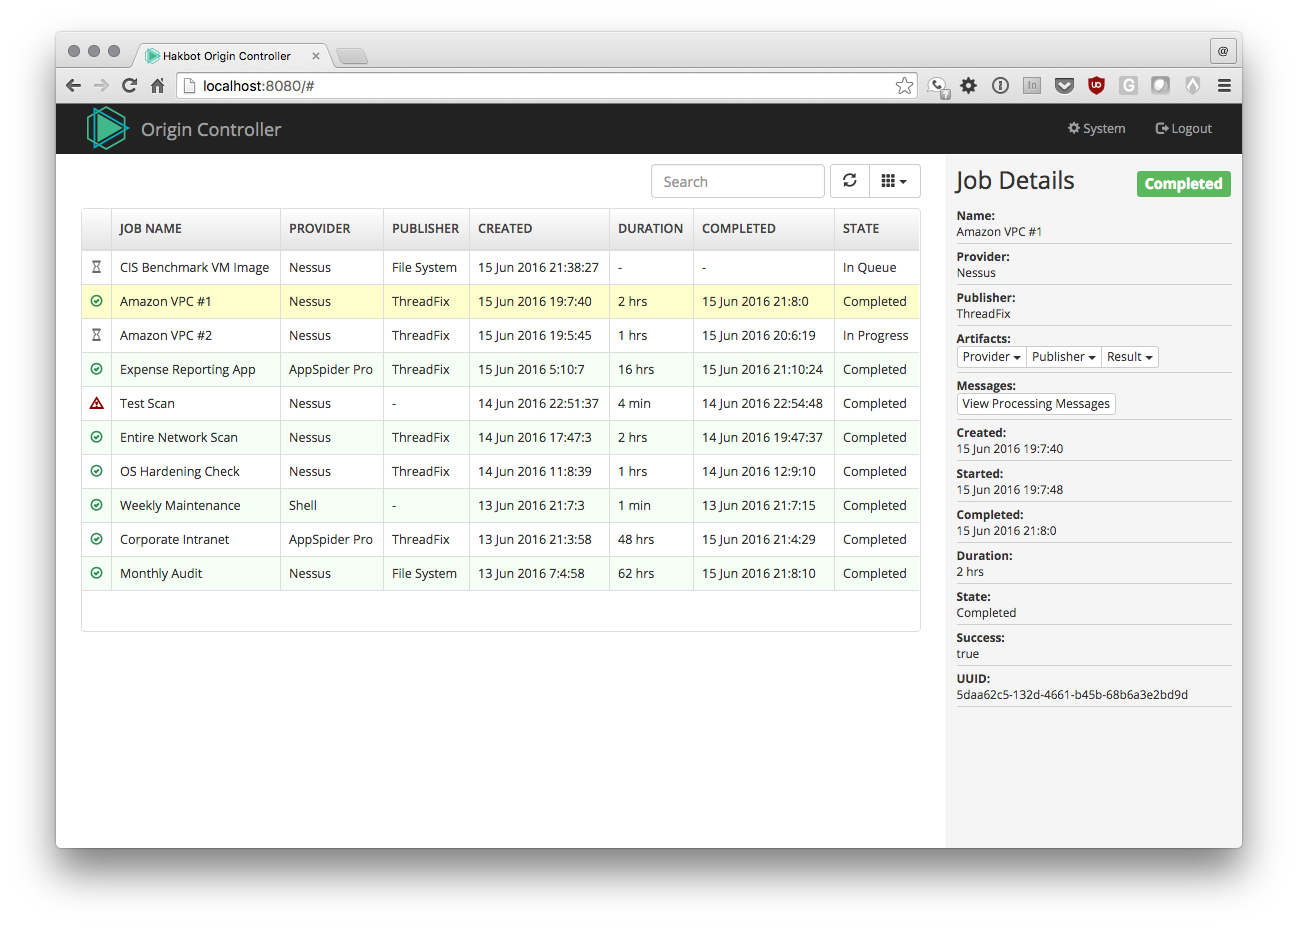 Hakbot Origin Controller
@
localhost:8080/#
In
UD
G
Origin Controller
System
Logout
Search
JOB NAME PROVIDER PUBLISHER CREATED DURATION COMPLETED STATE
CIS Benchmark VM Image Nessus File System 15 Jun 2016 21:38:27 - - In Queue
Amazon VPC #1 Nessus ThreadFix 15 Jun 2016 19:7:40 2 hrs 15 Jun 2016 21:8:0 Completed
Amazon VPC #2 Nessus ThreadFix 15 Jun 2016 19:5:45 1 hrs 15 Jun 2016 20:6:19 In Progress
Expense Reporting App AppSpider Pro ThreadFix 15 Jun 2016 5:10:7 16 hrs 15 Jun 2016 21:10:24 Completed
Test Scan Nessus - 14 Jun 2016 22:51:37 4 min 14 Jun 2016 22:54:48 Completed
Entire Network Scan Nessus ThreadFix 14 Jun 2016 17:47:3 2 hrs 14 Jun 2016 19:47:37 Completed
OS Hardening Check Nessus ThreadFix 14 Jun 2016 11:8:39 1 hrs 14 Jun 2016 12:9:10 Completed
Weekly Maintenance Shell - 13 Jun 2016 21:7:3 1 min 13 Jun 2016 21:7:15 Completed
Corporate Intranet AppSpider Pro ThreadFix 13 Jun 2016 21:3:58 48 hrs 15 Jun 2016 21:4:29 Completed
Monthly Audit Nessus File System 13 Jun 2016 7:4:58 62 hrs 15 Jun 2016 21:8:10 Completed
Job Details Completed
Name:
Amazon VPC #1
Provider:
Nessus
Publisher:
ThreadFix
Artifacts:
Provider Publisher Result
Messages:
View Processing Messages
Created:
15 Jun 2016 19:7:40
Started:
15 Jun 2016 19:7:48
Completed:
15 Jun 2016 21:8:0
Duration:
2 hrs
State:
Completed
Success:
true
UUID:
5daa62c5-132d-4661-b45b-68b6a3e2bd9d